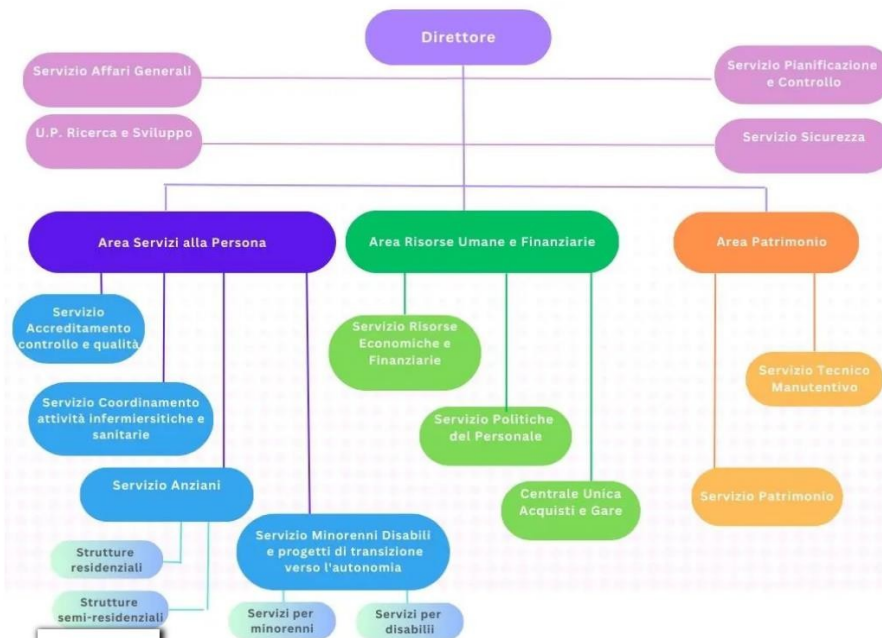 Direttore
Servizio Affari Generali
Servizio Pianificazione
e Controllo
U.P. Ricerca e Sviluppo
Servizio Sicurezza
Area Servizi alla Persona
Area Risorse Umane e Finanziarie
Area Patrimonio
Servizio
Accreditamento
controllo e qualità
Servizio Risorse
Economiche e
Finanziarie
Servizio Tecnico
Manutentivo
Servizio Coordinamento
attività infermiersitiche e
sanitarie
Servizio Politiche
del Personale
Servizio Anziani
Centrale Unica
Acquisti e Gare
Servizio Patrimonio
Servizio Minorenni Disabili
e progetti di transizione
verso l'autonomia
Strutture
residenziali
Strutture
semi-residenziali
Servizi per
minorenni
Servizi per
disabilii